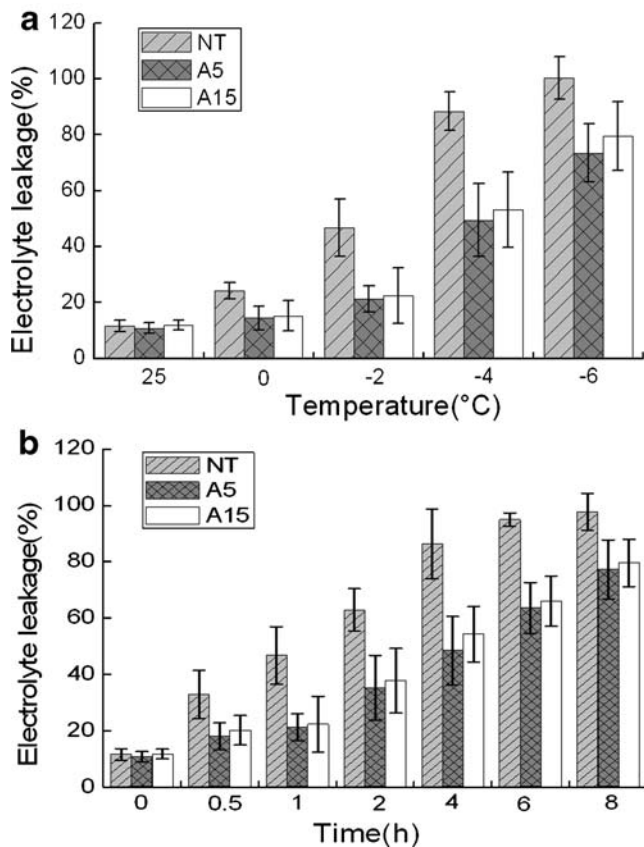 a
NT
A5
A15
Electrolyte leakage(%)
120
100
80
60
40
20
0
25 0 -2 -4 -6
Temperature(°C)
b
NT
A5
A15
Electrolyte leakage(%)
120
100
80
60
40
20
0
0 0.5 1 2 4 6 8
Time(h)